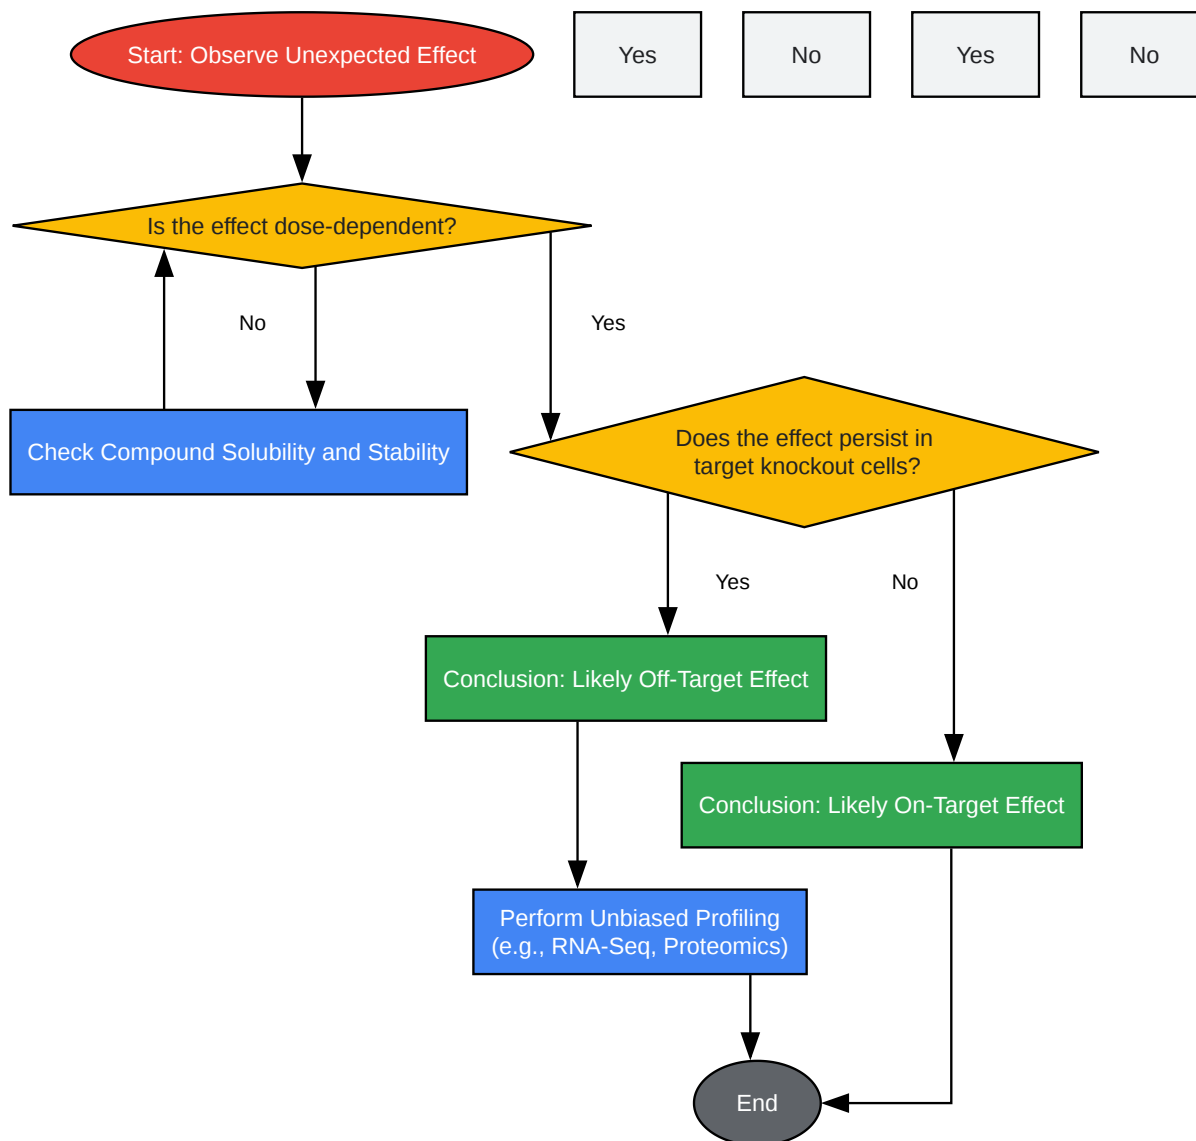 Start: Observe Unexpected Effect
Yes
No
Yes
No
Is the effect dose-dependent?
No
Yes
Check Compound Solubility and Stability
Does the effect persist in
target knockout cells?
Yes
No
Conclusion: Likely Off-Target Effect
Conclusion: Likely On-Target Effect
Perform Unbiased Profiling
(e.g., RNA-Seq, Proteomics)
End